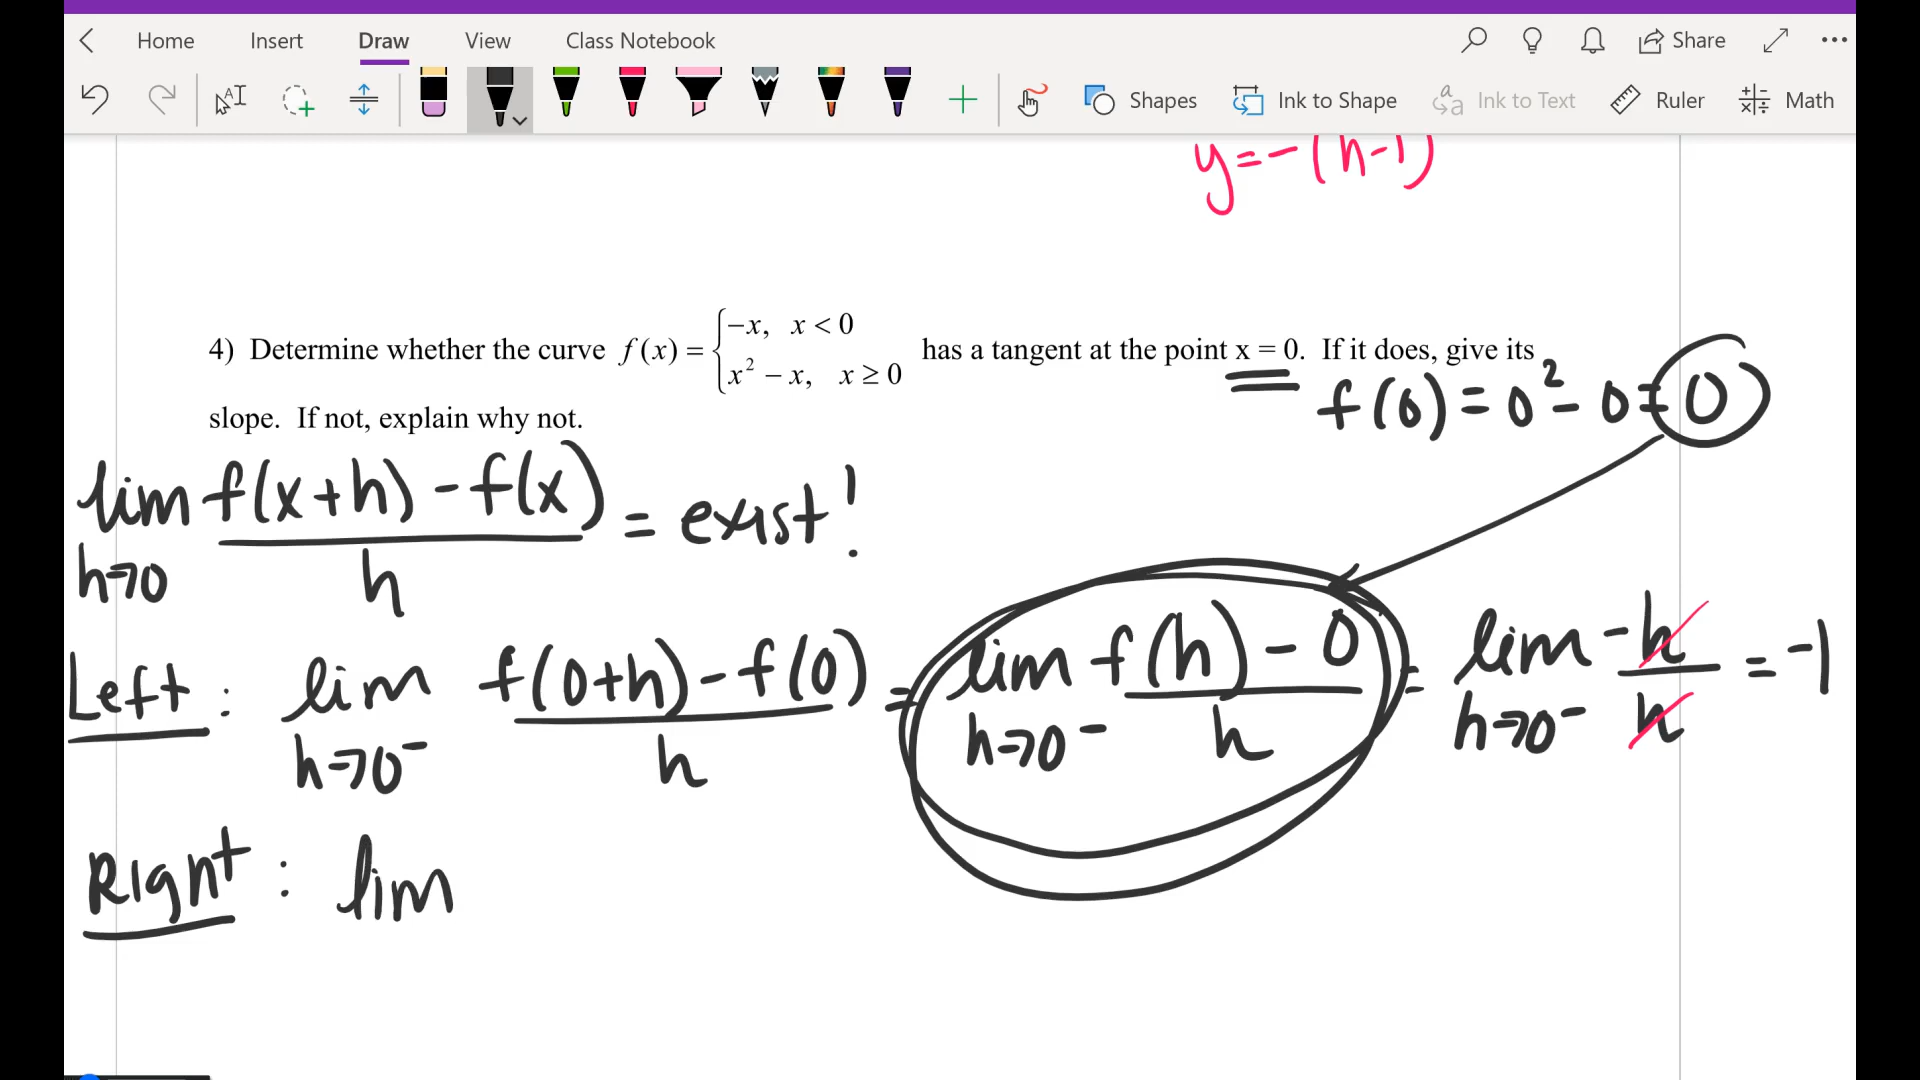 Home Insert Draw View Class Notebook Share
Shapes Ink to Shape Ink to Text Ruler Math
y=-(h-1)
4) Determine whether the curve f(x) = {-x, x < 0
x² - x, x ≥ 0 has a tangent at the point x = 0. If it does, give its
slope. If not, explain why not.
f(0) = 0² - 0 = 0
lim h→0 f(x+h) - f(x) / h = exist!
Left: lim h→0⁻ f(0+h) - f(0) / h = lim h→0⁻ f(h) - 0 / h = lim h→0⁻ -h / h = -1
Right: lim